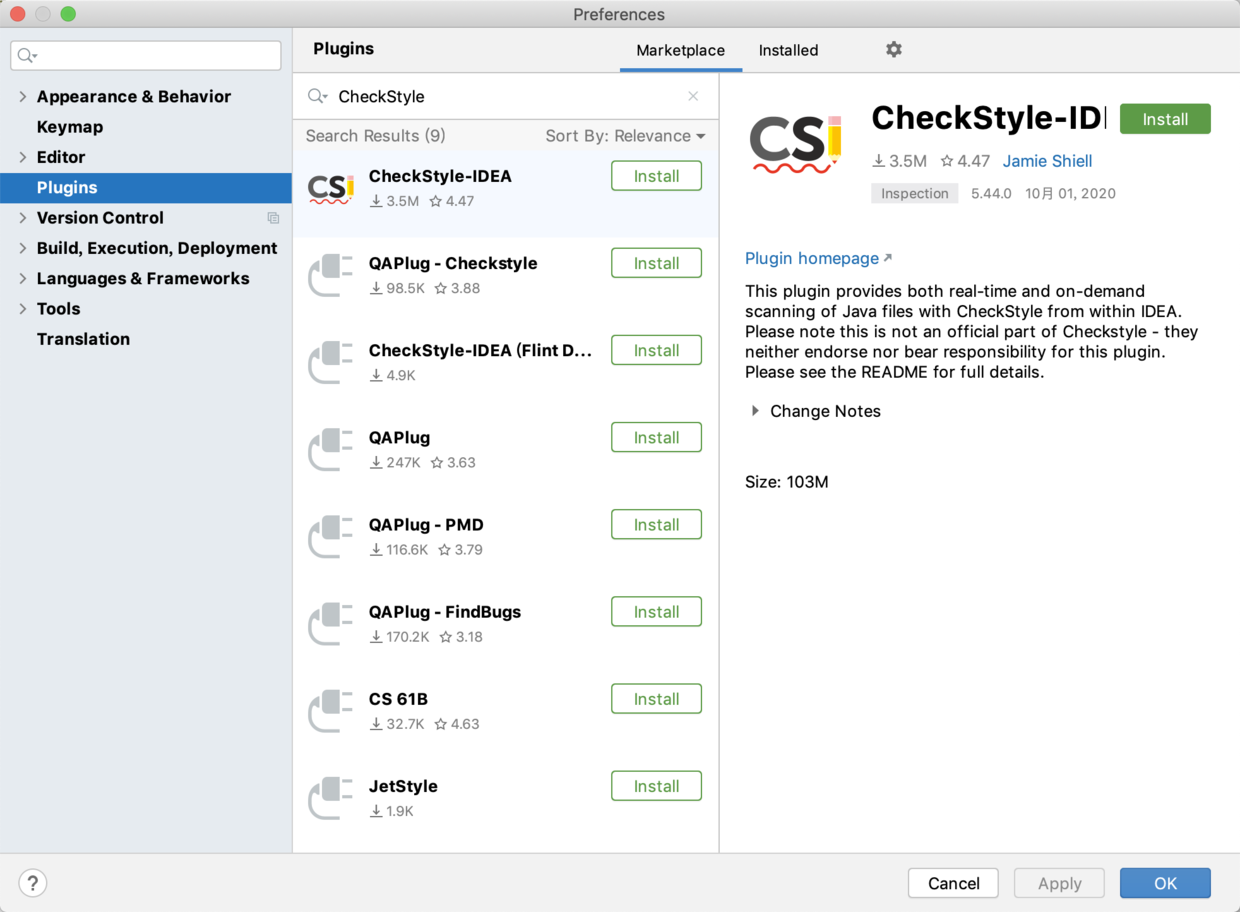 Preferences
Plugins
Marketplace
Installed
Appearance & Behavior
Keymap
Editor
Plugins
Version Control
Build, Execution, Deployment
Languages & Frameworks
Tools
Translation
CheckStyle
Search Results (9)
Sort By: Relevance
CSi
CheckStyle-IDEA
3.5M 4.47
Install
QAPlug - Checkstyle
98.5K 3.88
Install
CheckStyle-IDEA (Flint D...
4.9K
Install
QAPlug
247K 3.63
Install
QAPlug - PMD
116.6K 3.79
Install
QAPlug - FindBugs
170.2K 3.18
Install
CS 61B
32.7K 4.63
Install
JetStyle
1.9K
Install
CSi
CheckStyle-ID
Install
3.5M 4.47 Jamie Shiell
Inspection 5.44.0 10月 01, 2020
Plugin homepage
This plugin provides both real-time and on-demand
scanning of Java files with CheckStyle from within IDEA.
Please note this is not an official part of Checkstyle - they
neither endorse nor bear responsibility for this plugin.
Please see the README for full details.
Change Notes
Size: 103M
?
Cancel
Apply
OK